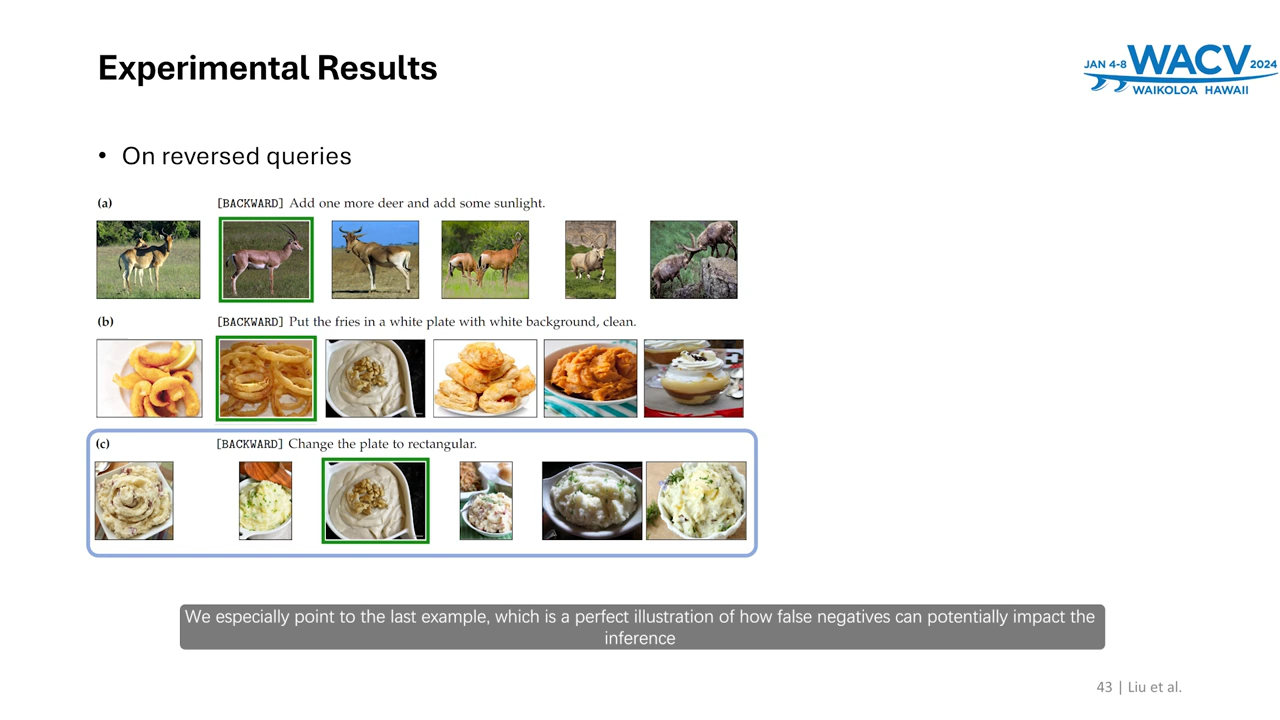 Experimental Results
JAN 4-8 WACV 2024
WAIKOLOA HAWAII
• On reversed queries
(a) [BACKWARD] Add one more deer and add some sunlight.
(b) [BACKWARD] Put the fries in a white plate with white background, clean.
(c) [BACKWARD] Change the plate to rectangular.
We especially point to the last example, which is a perfect illustration of how false negatives can potentially impact the
inference
43 | Liu et al.